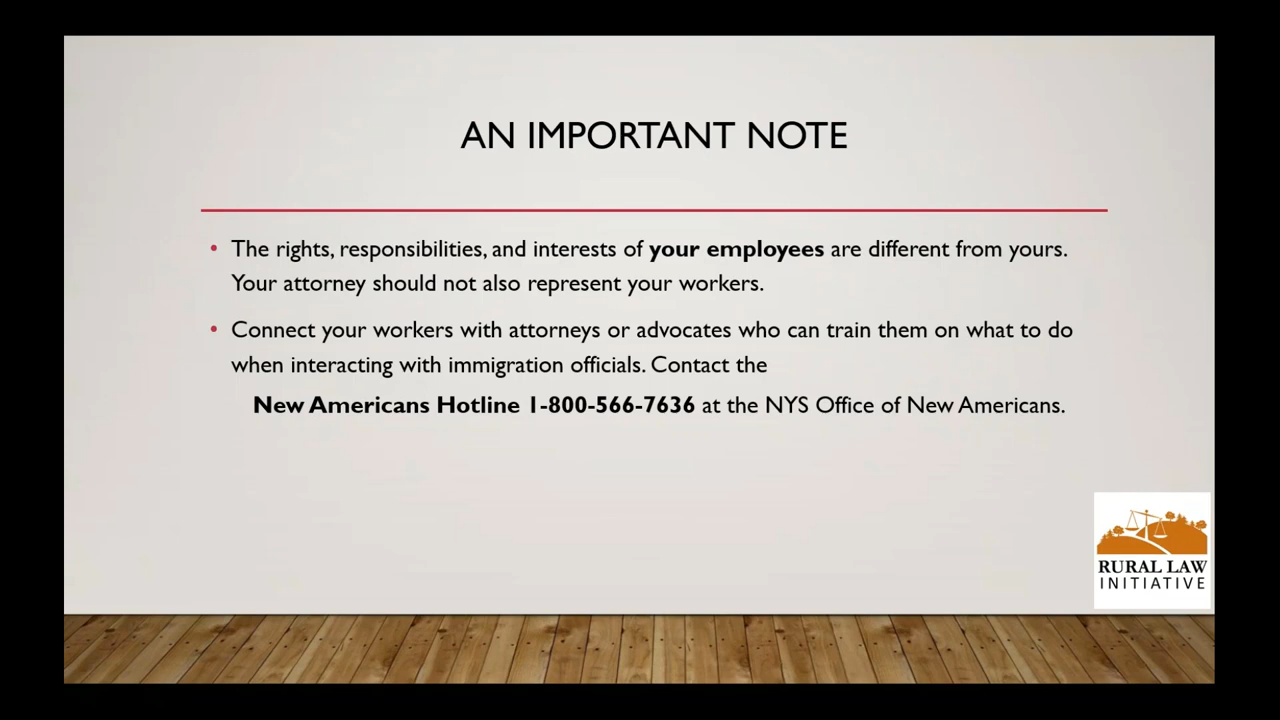 AN IMPORTANT NOTE
• The rights, responsibilities, and interests of your employees are different from yours.
Your attorney should not also represent your workers.
• Connect your workers with attorneys or advocates who can train them on what to do
when interacting with immigration officials. Contact the
New Americans Hotline 1-800-566-7636 at the NYS Office of New Americans.
RURAL LAW
INITIATIVE